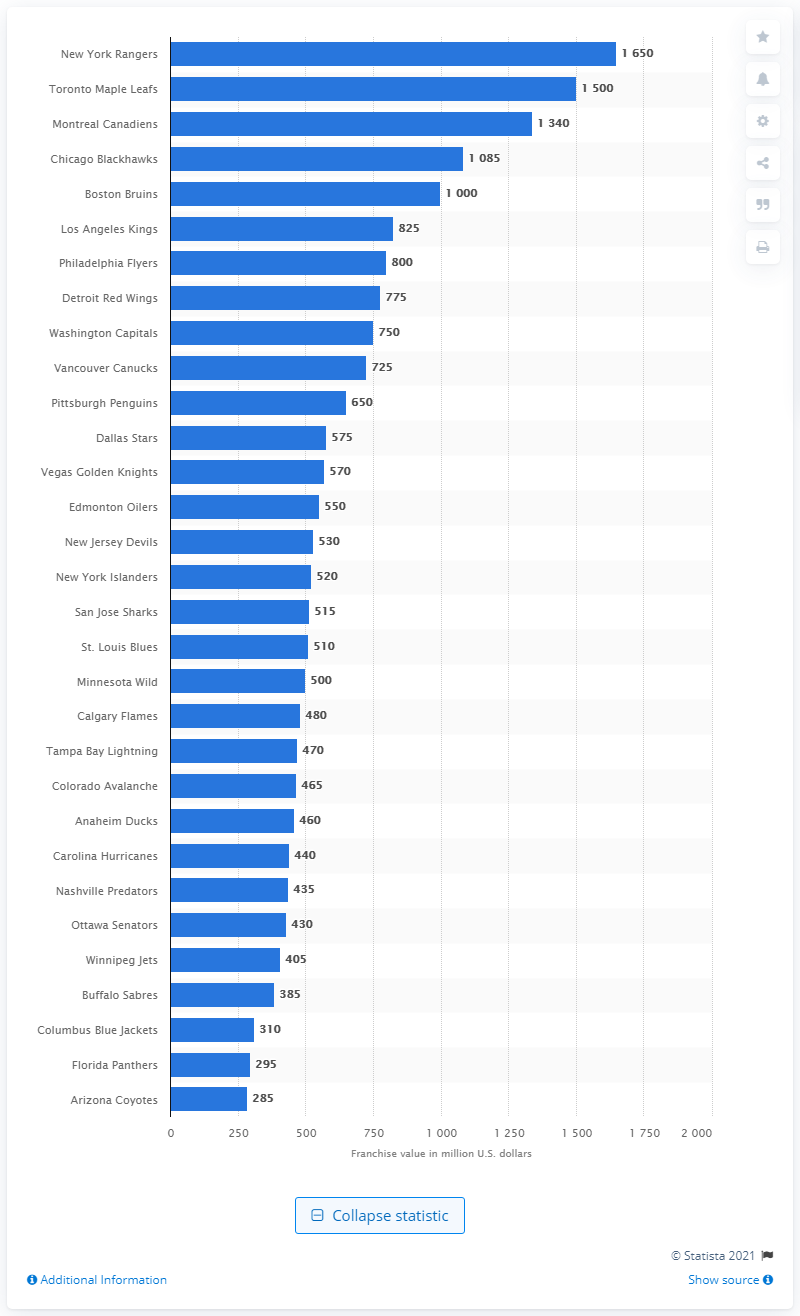 New York Rangers 1 650
Toronto Maple Leafs 1 500
Montreal Canadiens 1 340
Chicago Blackhawks 1 085
Boston Bruins 1 000
Los Angeles Kings 825
Philadelphia Flyers 800
Detroit Red Wings 775
Washington Capitals 750
Vancouver Canucks 725
Pittsburgh Penguins 650
Dallas Stars 575
Vegas Golden Knights 570
Edmonton Oilers 550
New Jersey Devils 530
New York Islanders 520
San Jose Sharks 515
St. Louis Blues 510
Minnesota Wild 500
Calgary Flames 480
Tampa Bay Lightning 470
Colorado Avalanche 465
Anaheim Ducks 460
Carolina Hurricanes 440
Nashville Predators 435
Ottawa Senators 430
Winnipeg Jets 405
Buffalo Sabres 385
Columbus Blue Jackets 310
Florida Panthers 295
Arizona Coyotes 285
0 250 500 750 1 000 1 250 1 500 1 750 2 000
Franchise value in million U.S. dollars
Collapse statistic
© Statista 2021
Additional Information Show source